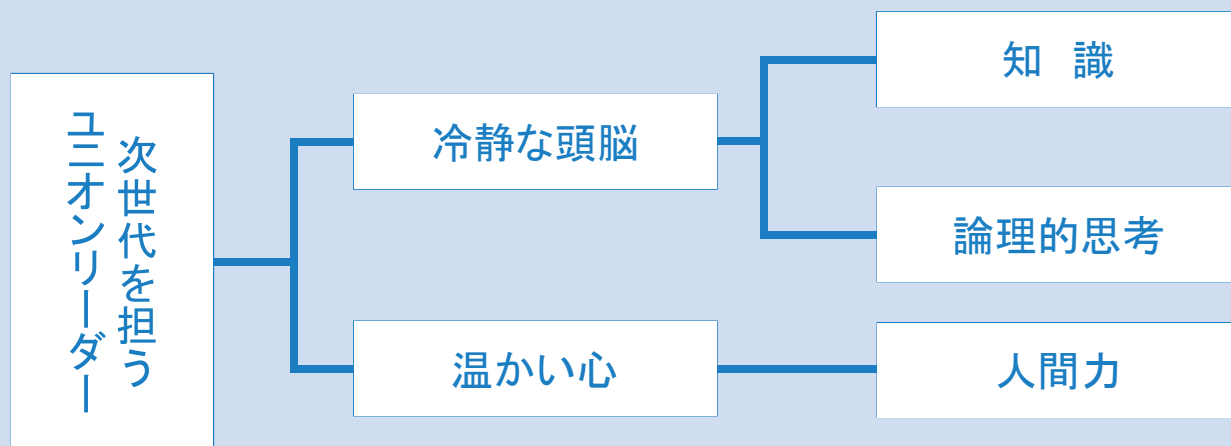 次世代を担う
ユニオンリーダー
冷静な頭脳
温かい心
知 識
論理的思考
人間力